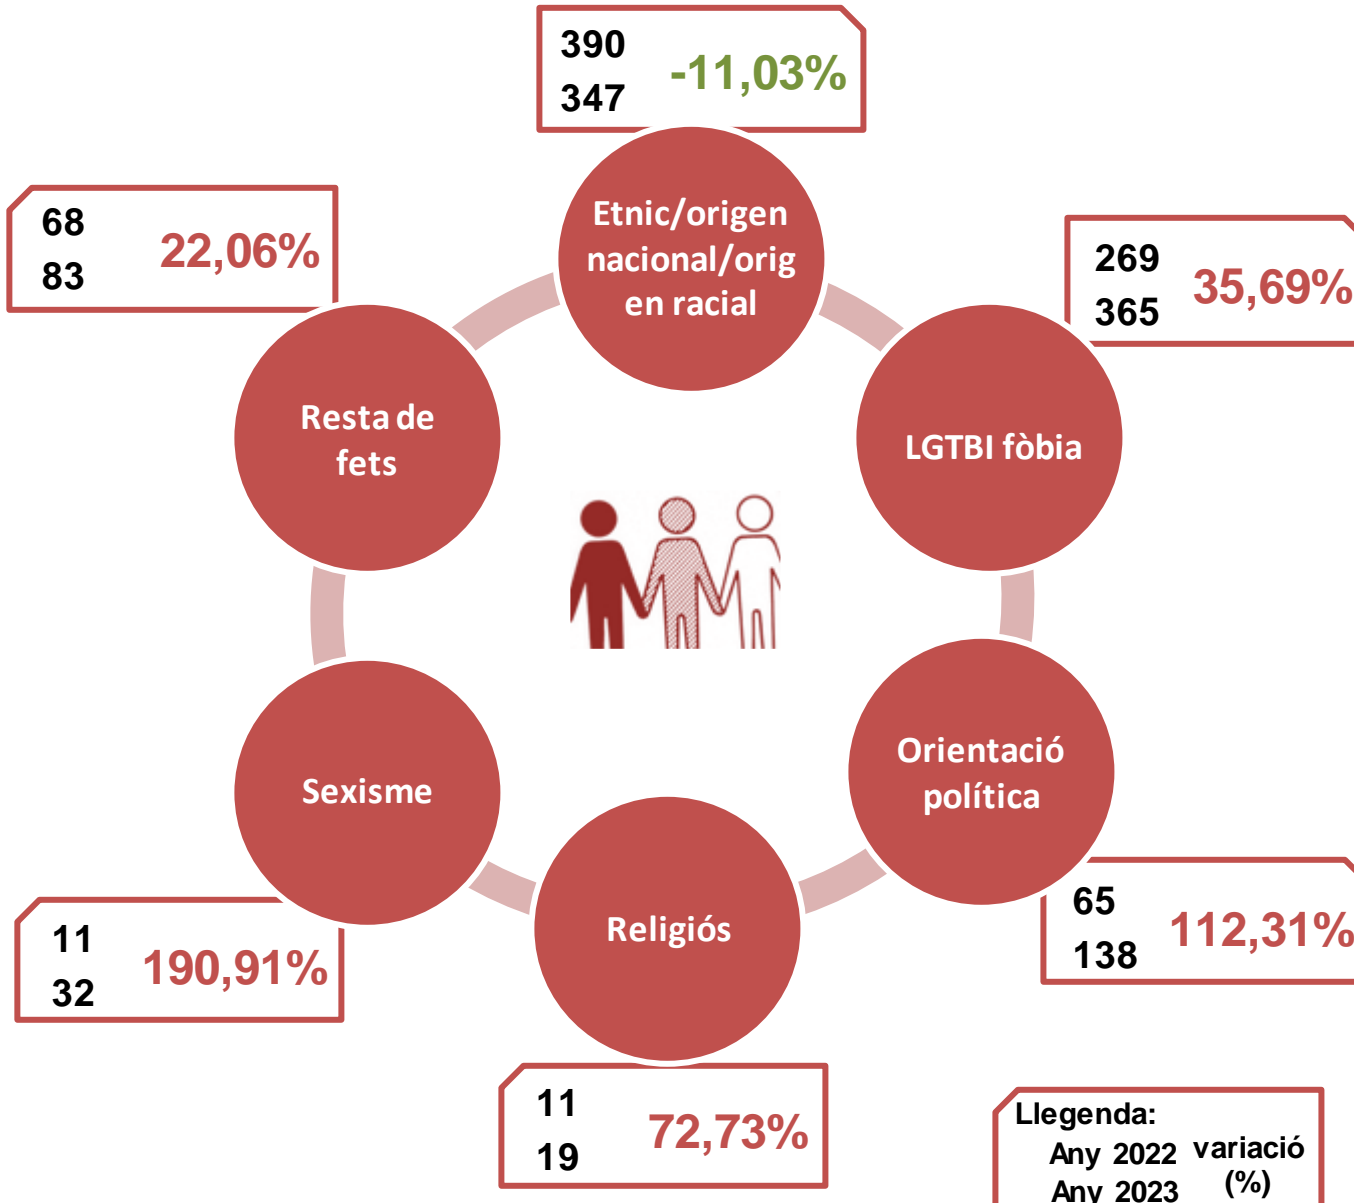 390
347
-11,03%
Etnic/origen
nacional/orig
en racial
269
365
35,69%
LGTBI fòbia
65
138
112,31%
Orientació
política
11
19
72,73%
Religiós
11
32
190,91%
Sexisme
68
83
22,06%
Resta de
fets
Llegenda:
Any 2022
Any 2023
variació
(%)